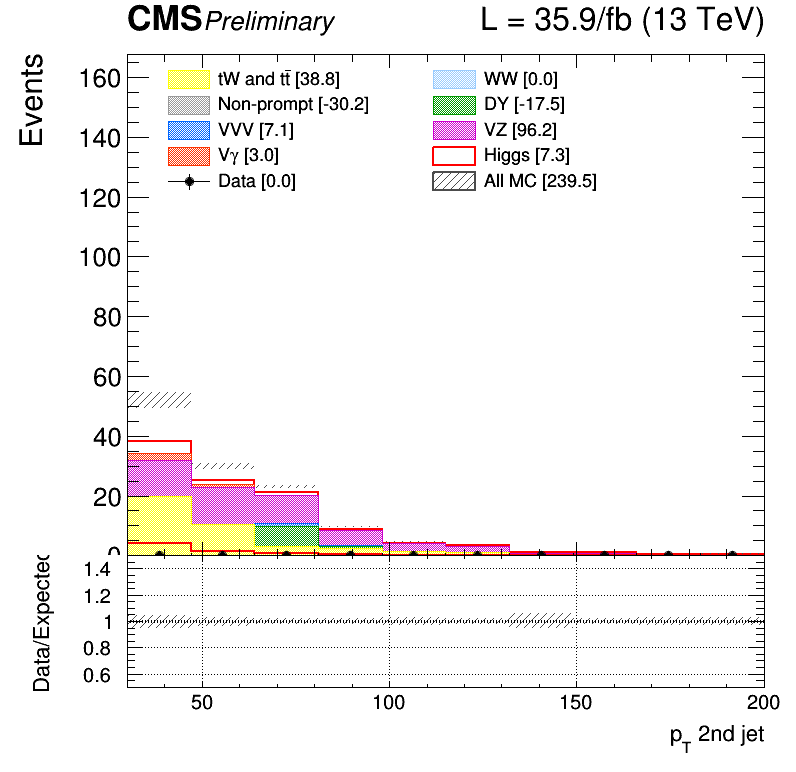 CMS Preliminary L = 35.9/fb (13 TeV)
Events
160
140
120
100
80
60
40
20
0
tW and tt̄ [38.8] WW [0.0]
Non-prompt [-30.2] DY [-17.5]
VVV [7.1] VZ [96.2]
Vγ [3.0] Higgs [7.3]
Data [0.0] All MC [239.5]
Data/Expected
1.4
1.2
1
0.8
0.6
50 100 150 200
p_T 2nd jet